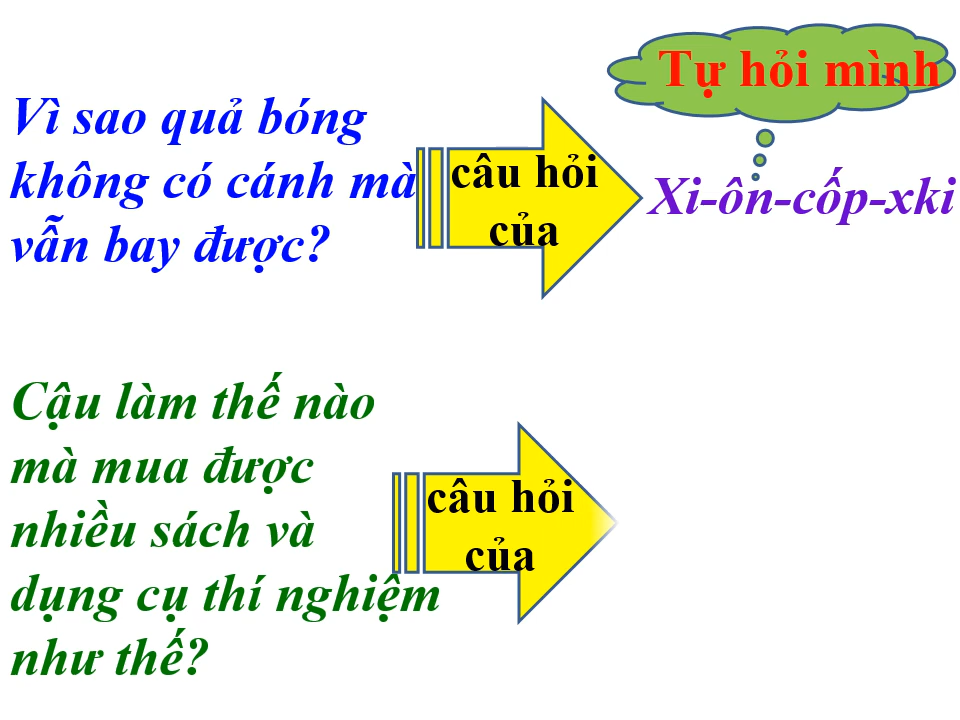 Tự hỏi mình
Vì sao quả bóng
không có cánh mà
vẫn bay được?
câu hỏi
của
Xi-ôn-cốp-xki
Cậu làm thế nào
mà mua được
nhiều sách và
dụng cụ thí nghiệm
như thế?
câu hỏi
của